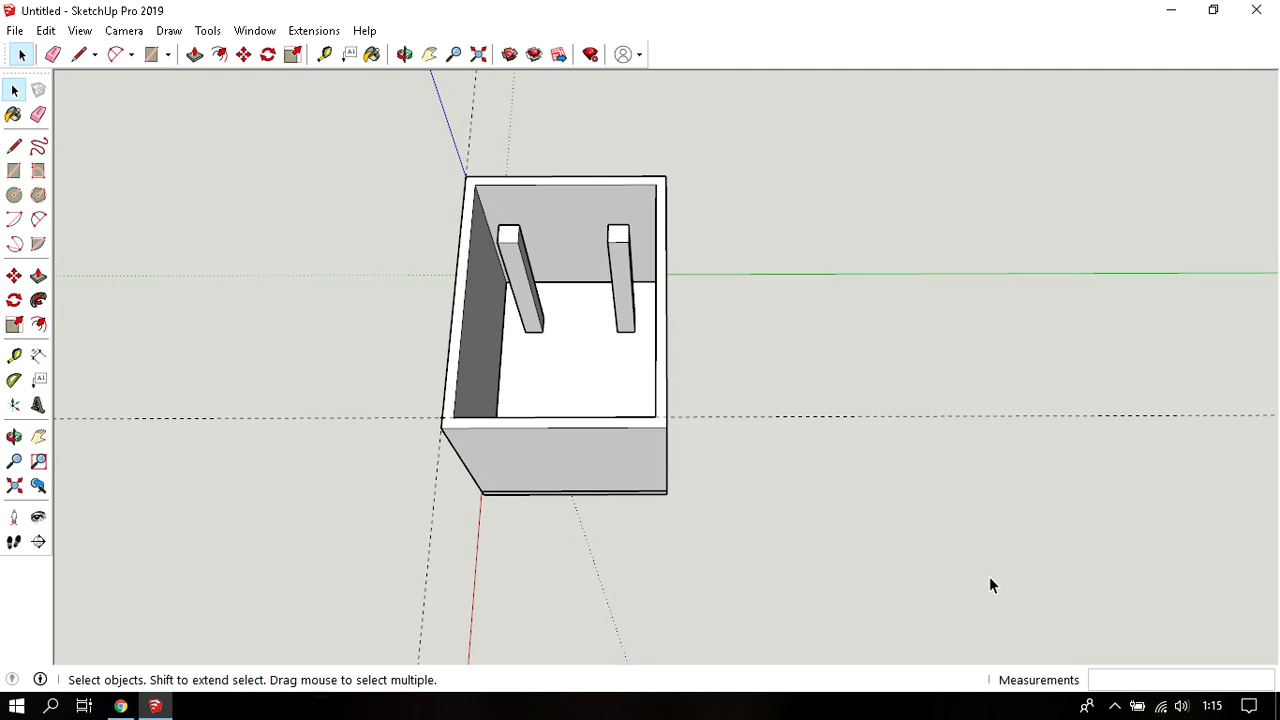 Untitled - SketchUp Pro 2019
File Edit View Camera Draw Tools Window Extensions Help
Select objects. Shift to extend select. Drag mouse to select multiple.
Measurements
1:15